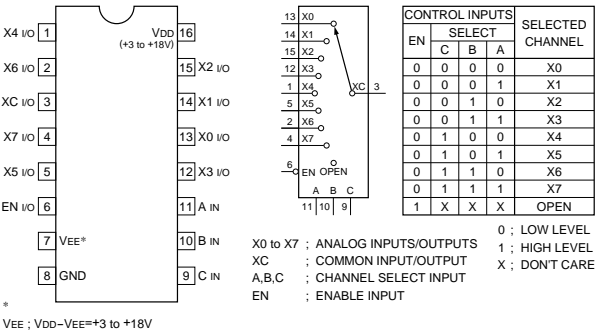 X4 I/O 1
X6 I/O 2
XC I/O 3
X7 I/O 4
X5 I/O 5
EN I/O 6
7 VEE*
8 GND
VDD 16
(+3 to +18V)
15 X2 I/O
14 X1 I/O
13 X0 I/O
12 X3 I/O
11 A IN
10 B IN
9 C IN
*
VEE ; VDD−VEE=+3 to +18V
13 X0
14 X1
15 X2
12 X3
1 X4
5 X5
2 X6
4 X7
XC 3
6 EN OPEN
A B C
11 10 9
CONTROL INPUTS SELECTED CHANNEL
EN SELECT
C B A
0 0 0 0 X0
0 0 0 1 X1
0 0 1 0 X2
0 0 1 1 X3
0 1 0 0 X4
0 1 0 1 X5
0 1 1 0 X6
0 1 1 1 X7
1 X X X OPEN
0 ; LOW LEVEL
1 ; HIGH LEVEL
X ; DON'T CARE
X0 to X7 ; ANALOG INPUTS/OUTPUTS
XC ; COMMON INPUT/OUTPUT
A,B,C ; CHANNEL SELECT INPUT
EN ; ENABLE INPUT